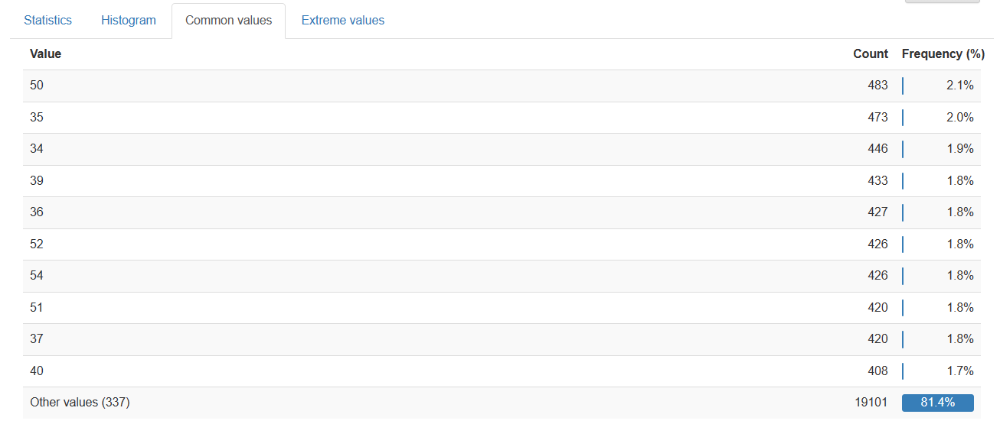 Statistics Histogram Common values Extreme values
Value Count Frequency (%)
50 483 2.1%
35 473 2.0%
34 446 1.9%
39 433 1.8%
36 427 1.8%
52 426 1.8%
54 426 1.8%
51 420 1.8%
37 420 1.8%
40 408 1.7%
Other values (337) 19101 81.4%